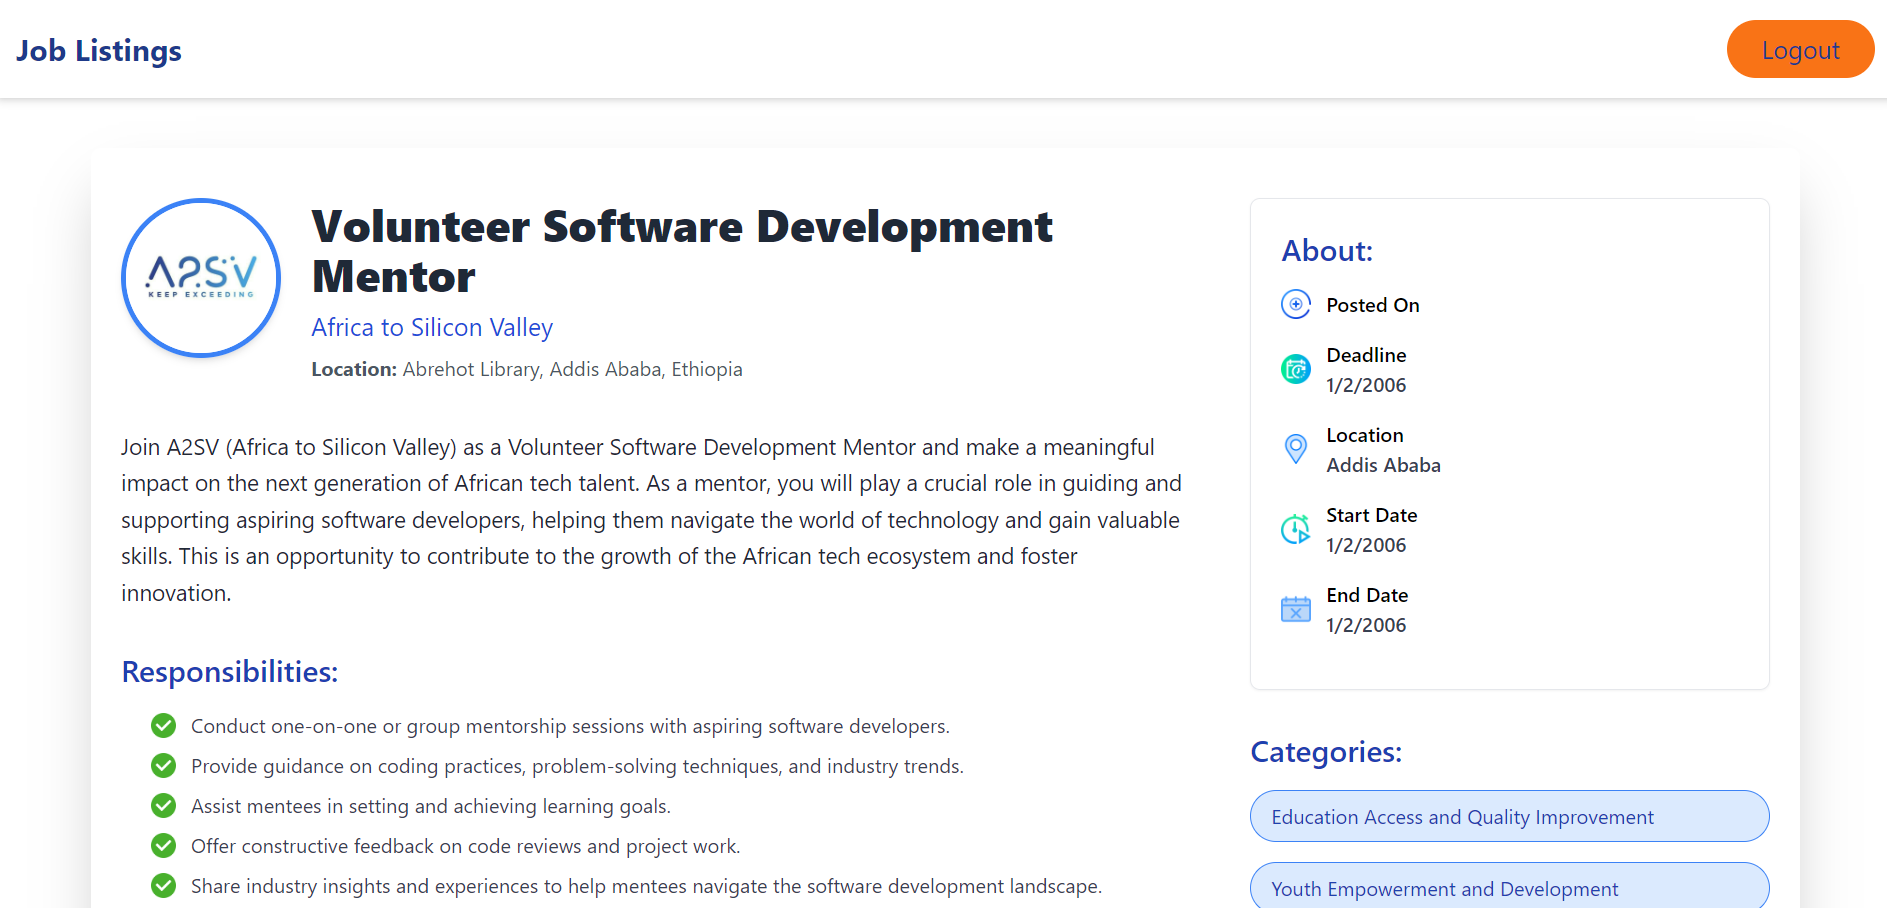 Job Listings
Logout
A2SV
KEEP EXCEEDING
Volunteer Software Development
Mentor
Africa to Silicon Valley
Location: Abrehot Library, Addis Ababa, Ethiopia
Join A2SV (Africa to Silicon Valley) as a Volunteer Software Development Mentor and make a meaningful
impact on the next generation of African tech talent. As a mentor, you will play a crucial role in guiding and
supporting aspiring software developers, helping them navigate the world of technology and gain valuable
skills. This is an opportunity to contribute to the growth of the African tech ecosystem and foster
innovation.
Responsibilities:
Conduct one-on-one or group mentorship sessions with aspiring software developers.
Provide guidance on coding practices, problem-solving techniques, and industry trends.
Assist mentees in setting and achieving learning goals.
Offer constructive feedback on code reviews and project work.
Share industry insights and experiences to help mentees navigate the software development landscape.
About:
Posted On
Deadline
1/2/2006
Location
Addis Ababa
Start Date
1/2/2006
End Date
1/2/2006
Categories:
Education Access and Quality Improvement
Youth Empowerment and Development